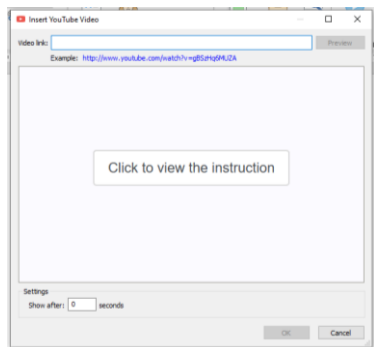 Insert YouTube Video
Video link: Preview
Example: http://www.youtube.com/watch?v=gBSzHq6MUZA
Click to view the instruction
Settings
Show after: 0 seconds
OK Cancel